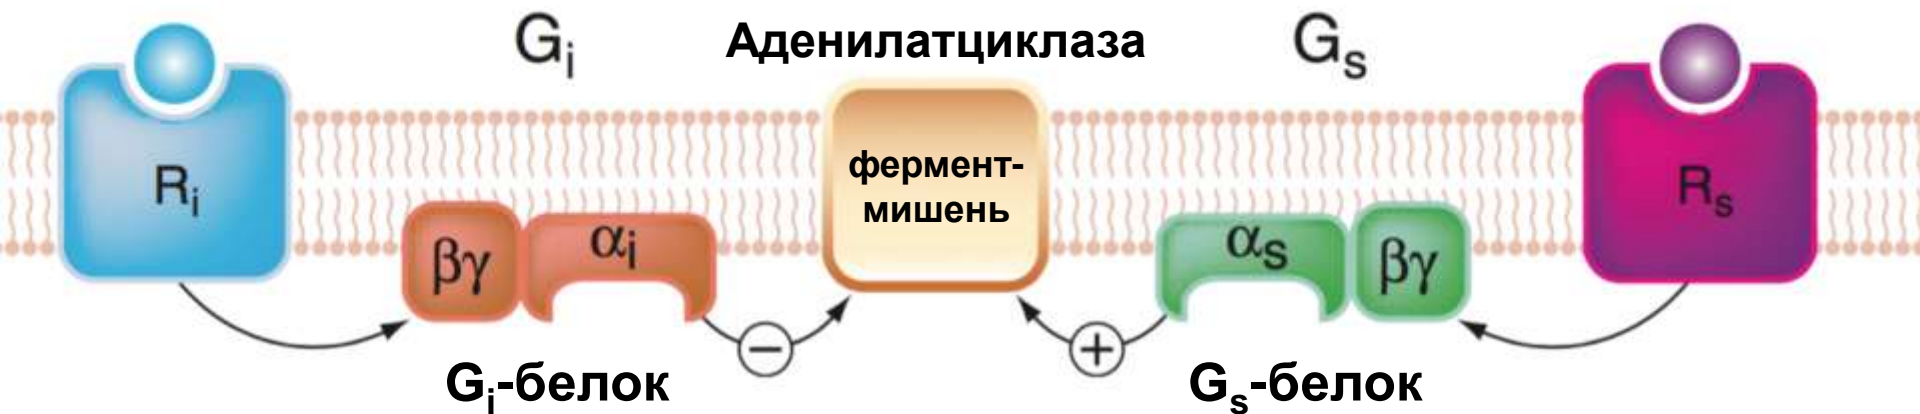 Gᵢ
Аденилатциклаза
Gₛ
Rᵢ
фермент-
мишень
Rₛ
βγ
αᵢ
αₛ
βγ
−
+
Gᵢ-белок
Gₛ-белок